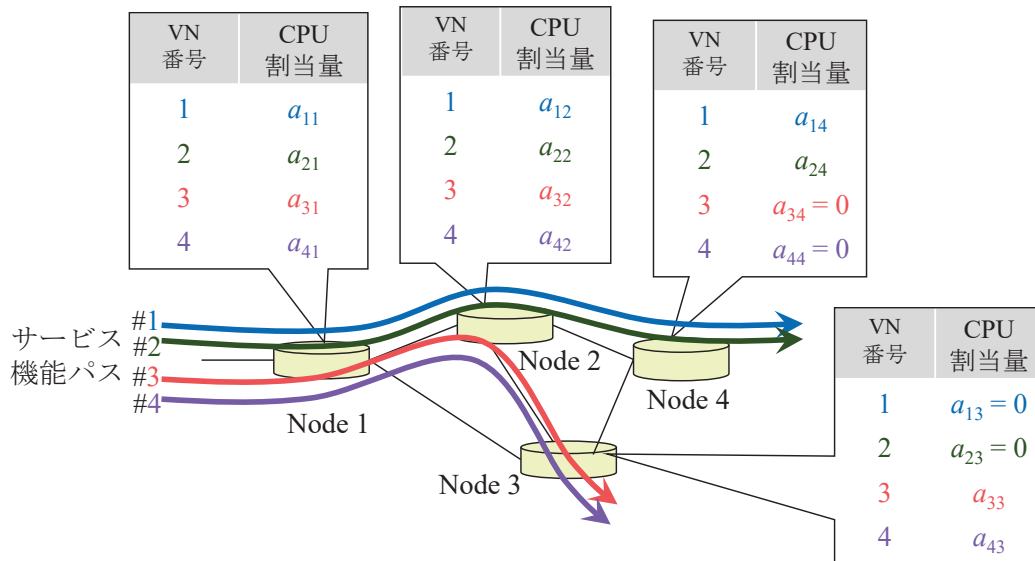 VN CPU
番号 割当量
1 a11
2 a21
3 a31
4 a41
VN CPU
番号 割当量
1 a12
2 a22
3 a32
4 a42
VN CPU
番号 割当量
1 a14
2 a24
3 a34 = 0
4 a44 = 0
サービス
機能パス
#1
#2
#3
#4
Node 1
Node 2
Node 4
Node 3
VN CPU
番号 割当量
1 a13 = 0
2 a23 = 0
3 a33
4 a43